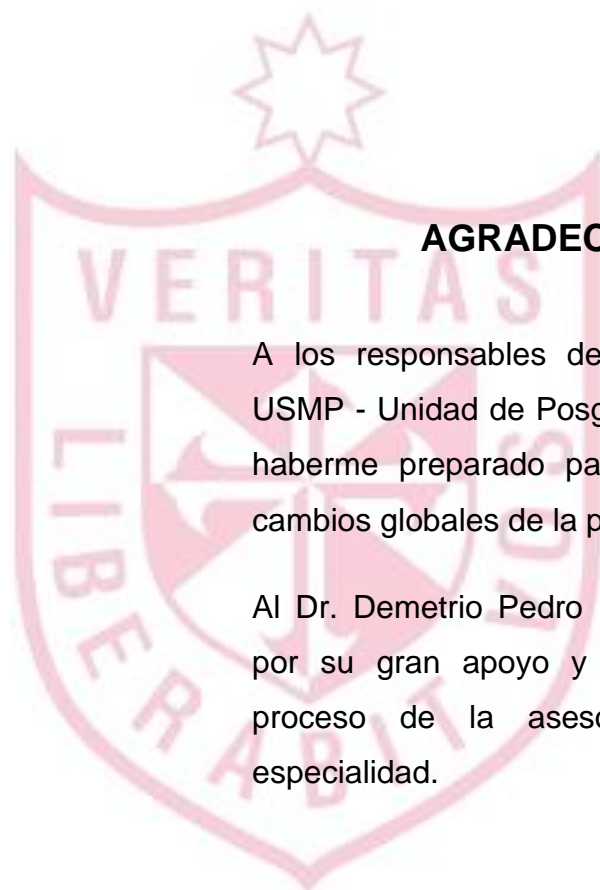 VERITAS
LIBERABIT VOS
AGRADEC
A los responsables de
USMP - Unidad de Posg
haberme preparado pa
cambios globales de la p
Al Dr. Demetrio Pedro
por su gran apoyo y
proceso de la aseso
especialidad.